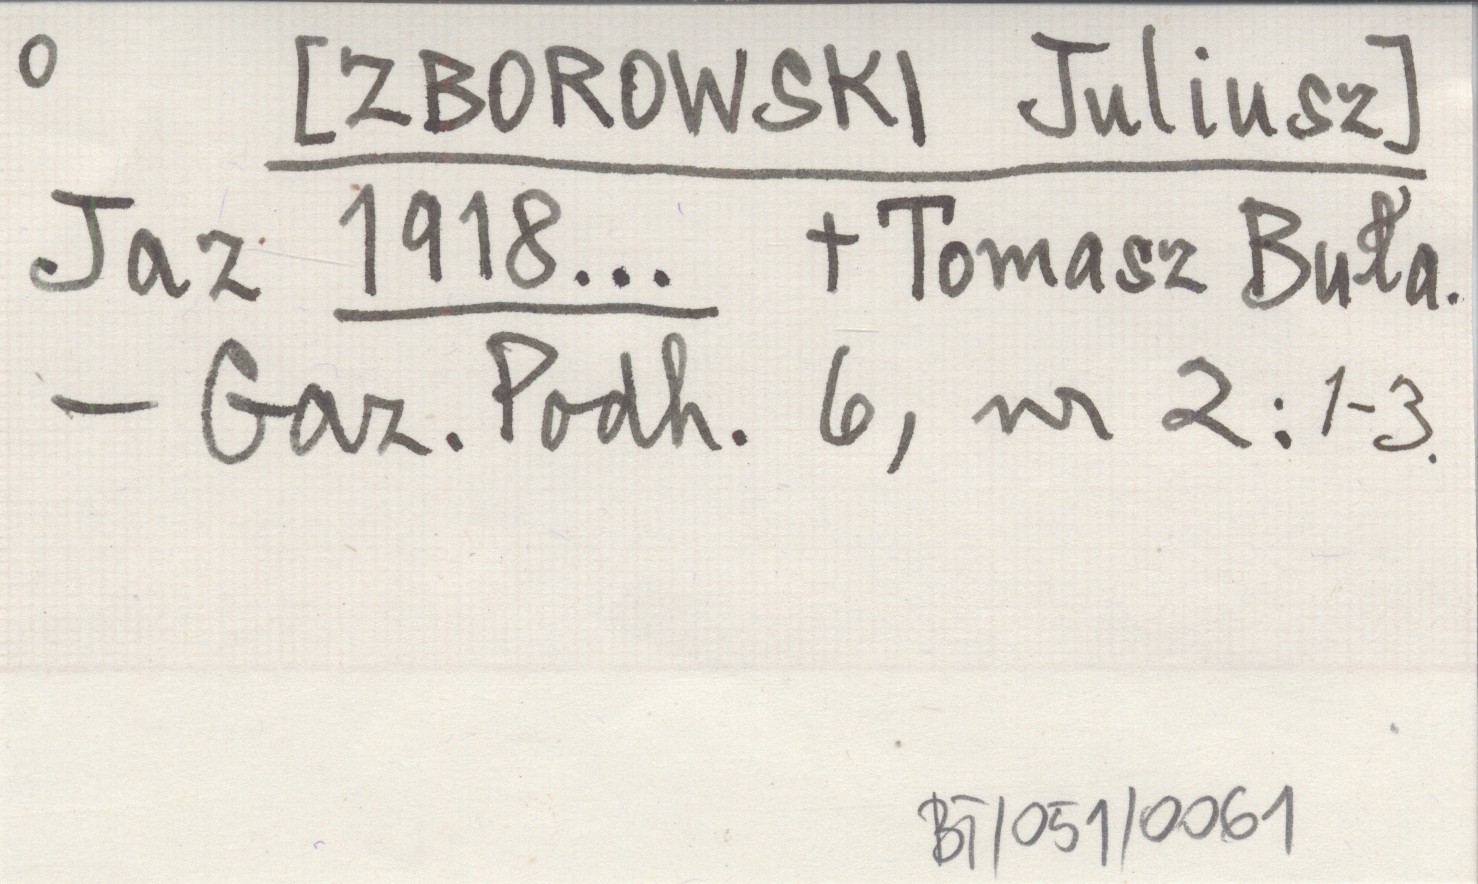 o [ZBOROWSKI Juliusz]
Jaz 1918... + Tomasz Buła.
— Gaz. Podh. 6, nr 2: 1-3.
BT/051/0061